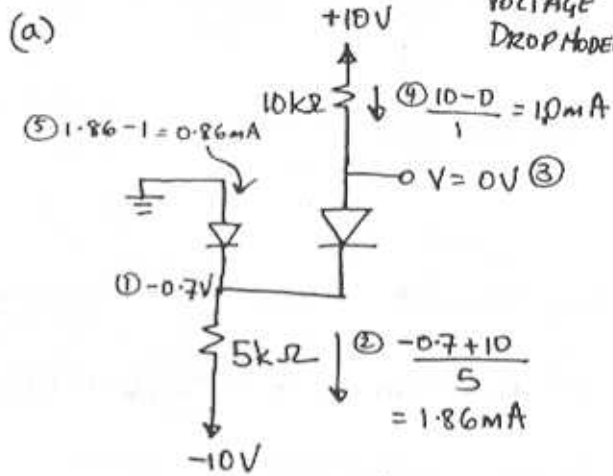 (a)
VOLTAGE
DROP MODEL
+10V
10kΩ
④ 10-0 / 1 = 1.0mA
⑤ 1.86-1 = 0.86mA
V= 0V ③
① -0.7V
5kΩ
② -0.7+10
5
= 1.86mA
-10V